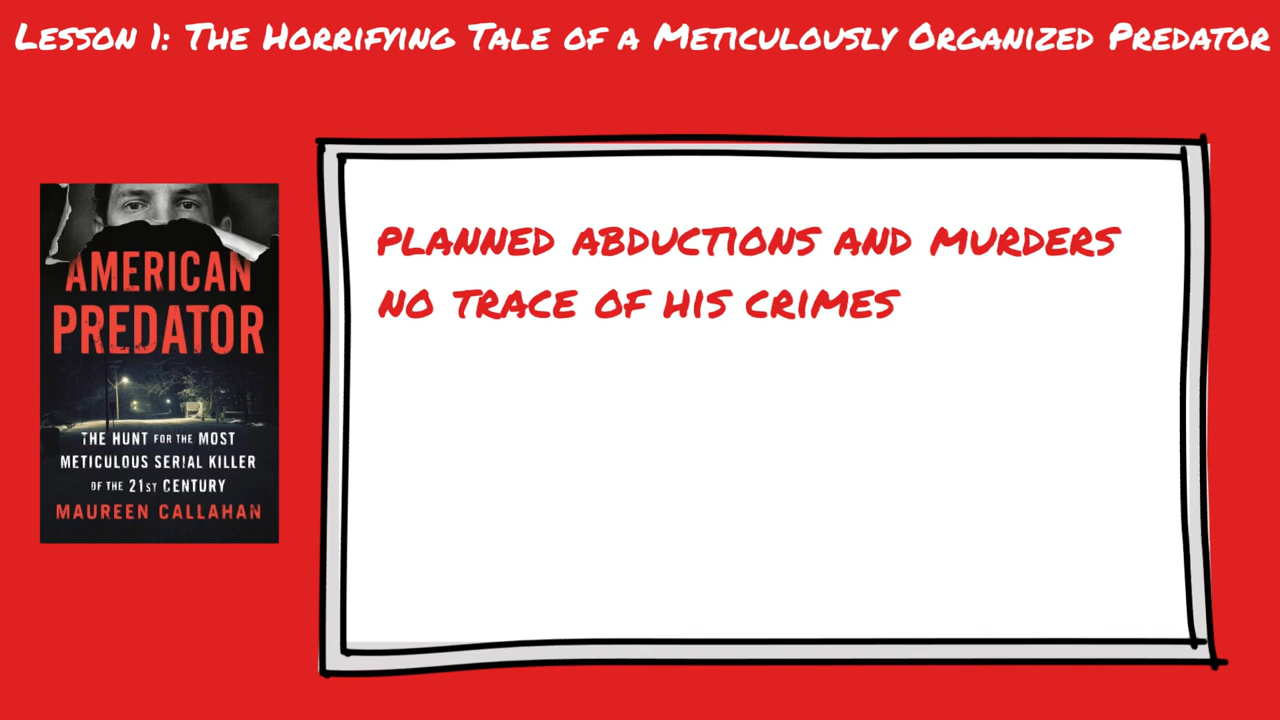 Lesson 1: The Horrifying Tale of a Meticulously Organized Predator
PLANNED ABDUCTIONS AND MURDERS
NO TRACE OF HIS CRIMES
AMERICAN
PREDATOR
THE HUNT FOR THE MOST
METICULOUS SERIAL KILLER
OF THE 21ST CENTURY
MAUREEN CALLAHAN